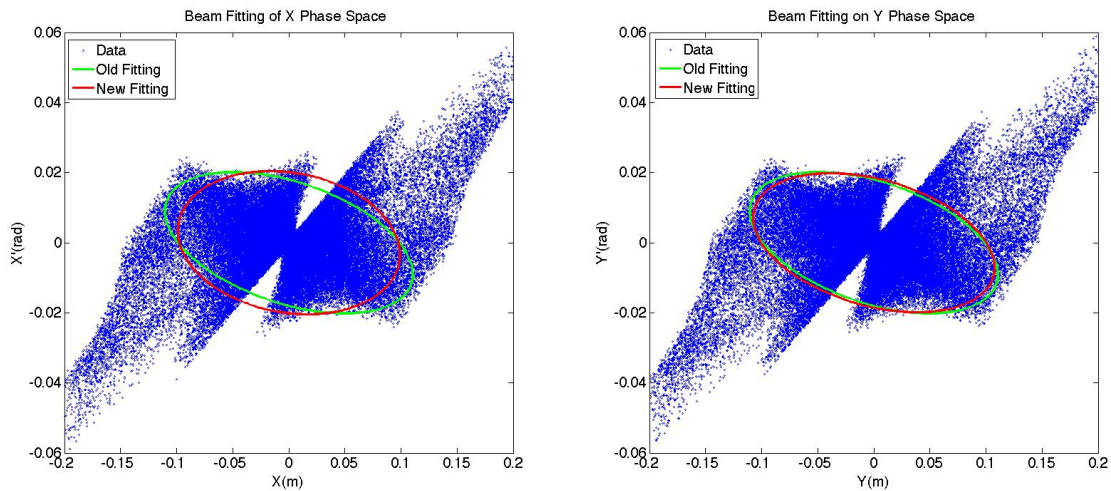 Beam Fitting of X Phase Space
0.06
0.04
0.02
0
-0.02
-0.04
-0.06
X'(rad)
Data
Old Fitting
New Fitting
-0.2 -0.15 -0.1 -0.05 0 0.05 0.1 0.15 0.2
X(m)
Beam Fitting on Y Phase Space
0.06
0.04
0.02
0
-0.02
-0.04
-0.06
Y'(rad)
Data
Old Fitting
New Fitting
-0.2 -0.15 -0.1 -0.05 0 0.05 0.1 0.15 0.2
Y(m)